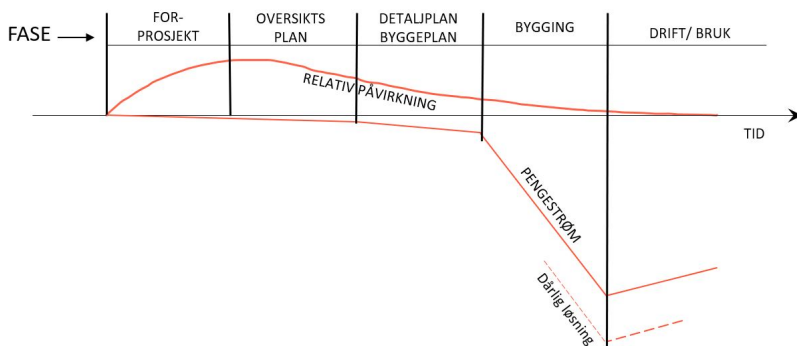 FASE
FOR-
PROSJEKT
OVERSIKTS
PLAN
DETALJPLAN
BYGGEPLAN
BYGGING
DRIFT/ BRUK
RELATIV PÅVIRKNING
TID
PENGESTRØM
Dårlig løsning